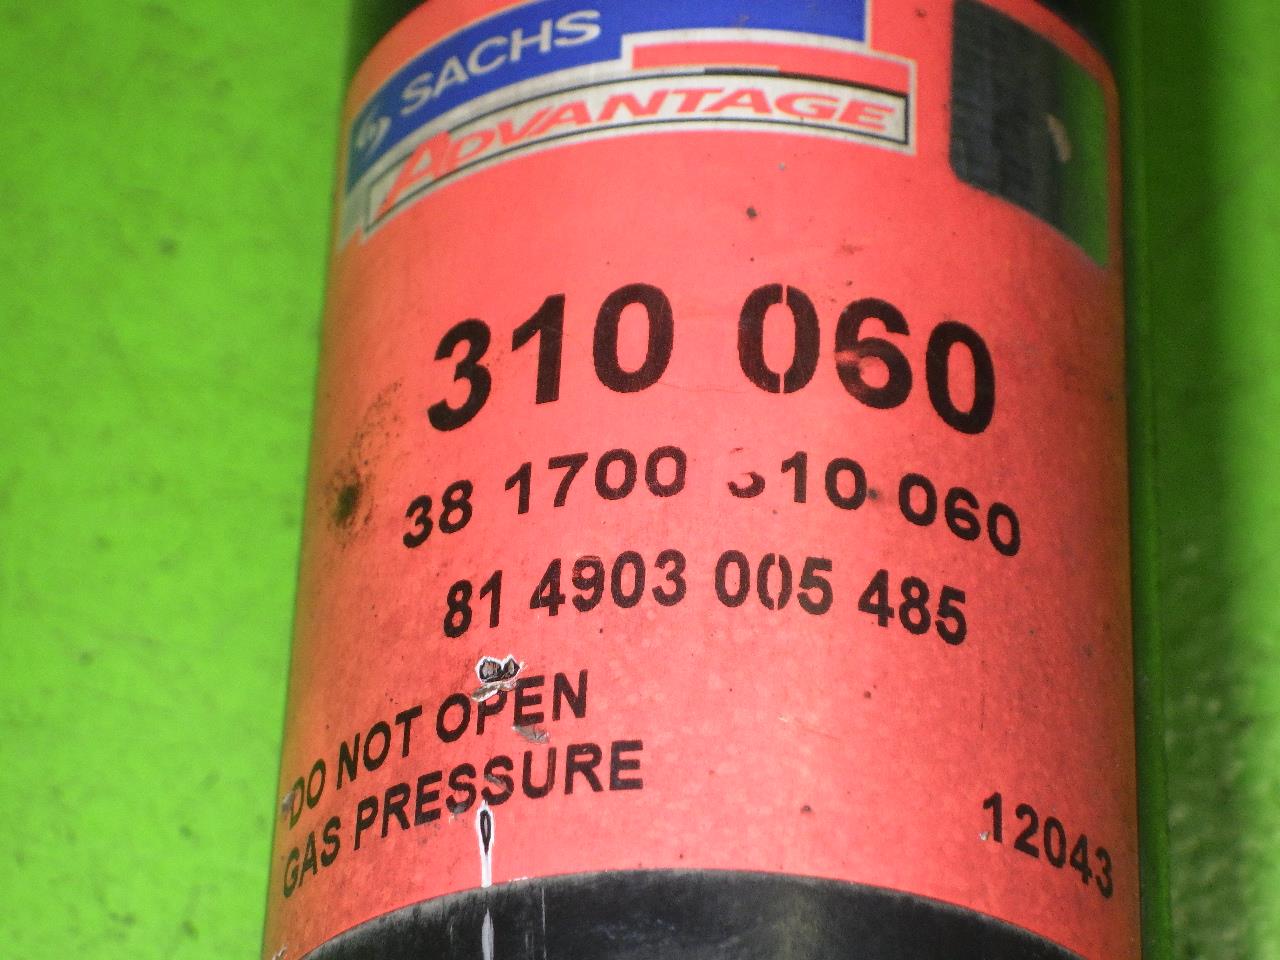 SACHS
ADVANTAGE
310 060
38 1700 310 060
81 4903 005 485
DO NOT OPEN
GAS PRESSURE
12043